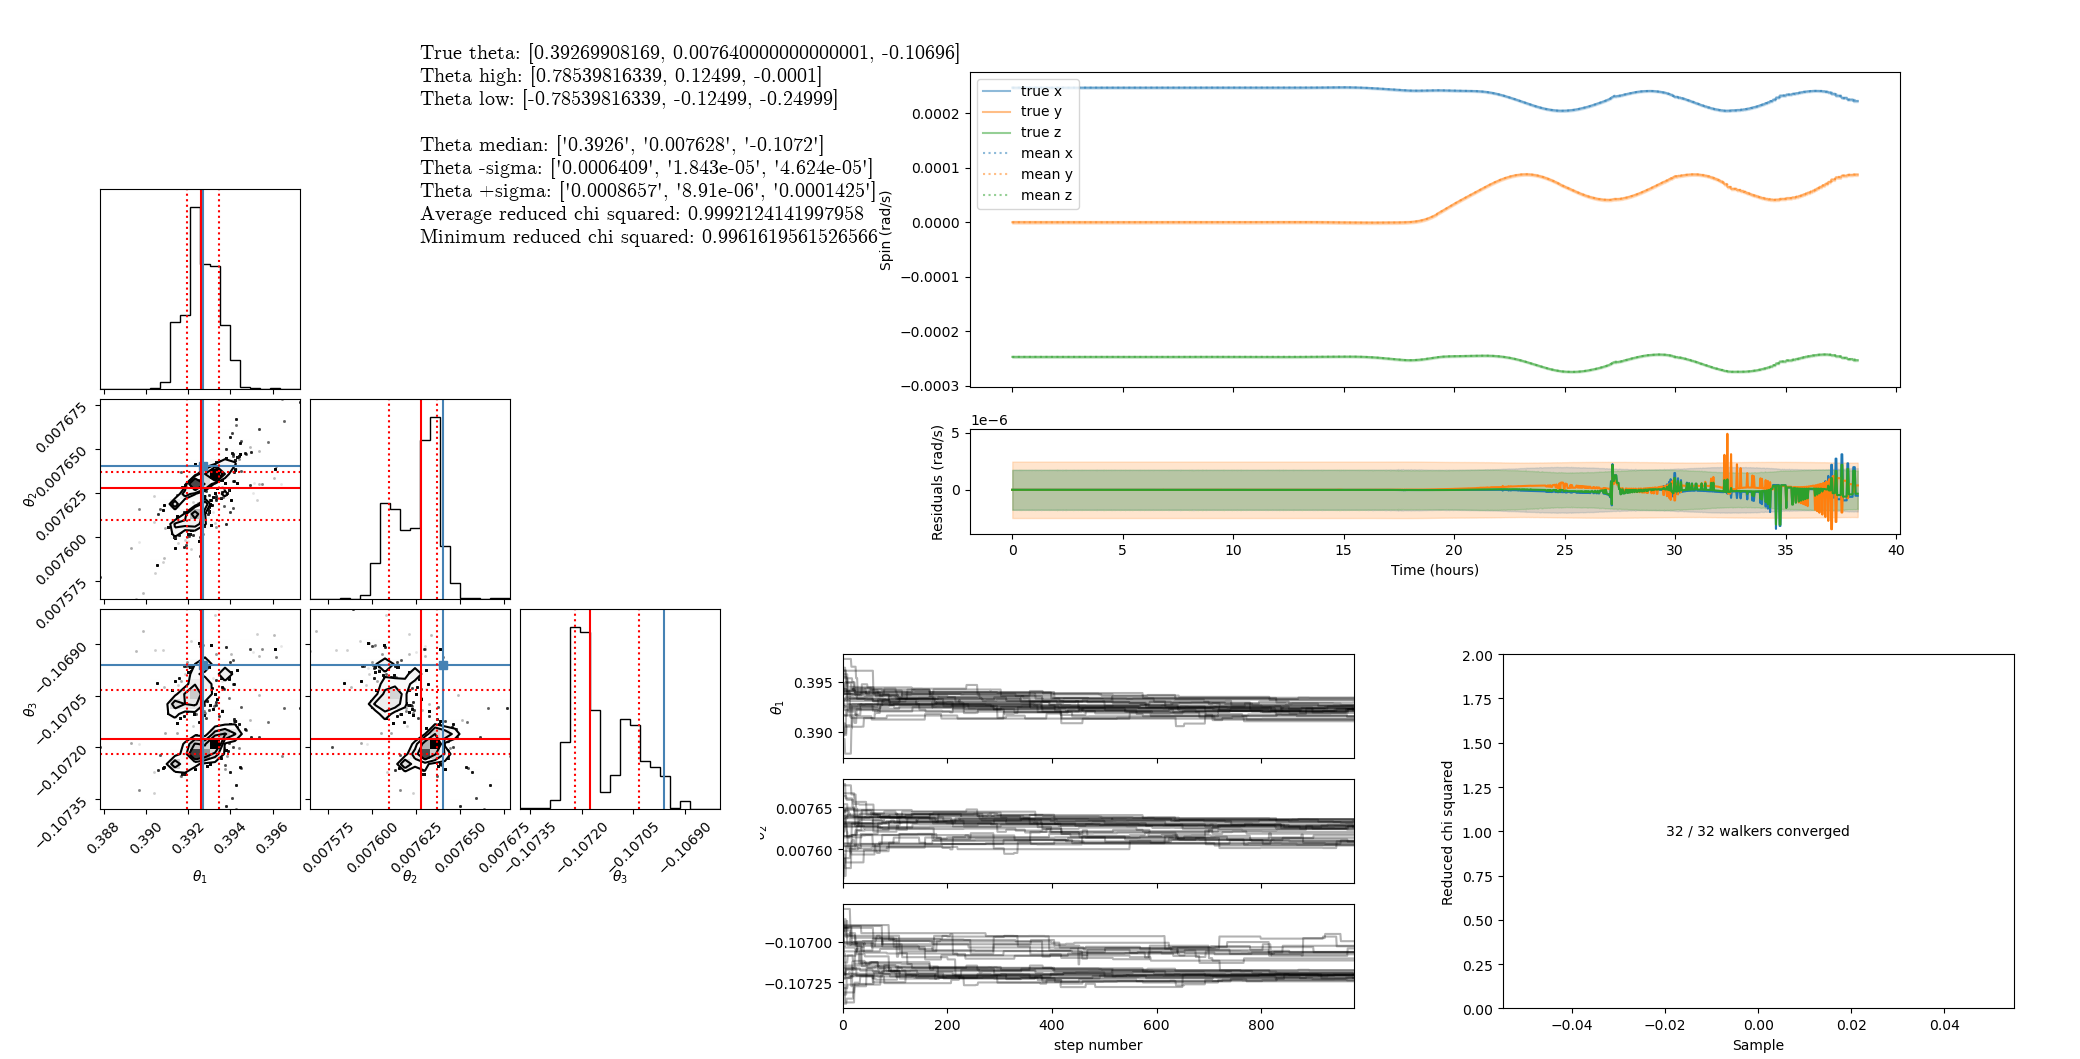 True theta: [0.39269908169, 0.007640000000000001, -0.10696]
Theta high: [0.78539816339, 0.12499, -0.0001]
Theta low: [-0.78539816339, -0.12499, -0.24999]
Theta median: ['0.3926', '0.007628', '-0.1072']
Theta -sigma: ['0.0006409', '1.843e-05', '4.624e-05']
Theta +sigma: ['0.0008657', '8.91e-06', '0.0001425']
Average reduced chi squared: 0.9992124141997958
Minimum reduced chi squared: 0.9961619561526566
true x
true y
true z
mean x
mean y
mean z
Spin (rad/s)
0.0002
0.0001
0.0000
−0.0001
−0.0002
−0.0003
1e−6
5
0
Residuals (rad/s)
0 5 10 15 20 25 30 35 40
Time (hours)
θ2
0.007675
0.007650
0.007625
0.007600
0.007575
θ3
−0.10690
−0.10705
−0.10720
−0.10735
0.388 0.390 0.392 0.394 0.396
θ1
0.007575 0.007600 0.007625 0.007650 0.007675
θ2
−0.10735 −0.10720 −0.10705 −0.10690
θ3
θ1
0.395
0.390
0.00765
0.00760
−0.10700
−0.10725
0 200 400 600 800
step number
Reduced chi squared
2.00
1.75
1.50
1.25
1.00
0.75
0.50
0.25
0.00
32 / 32 walkers converged
−0.04 −0.02 0.00 0.02 0.04
Sample